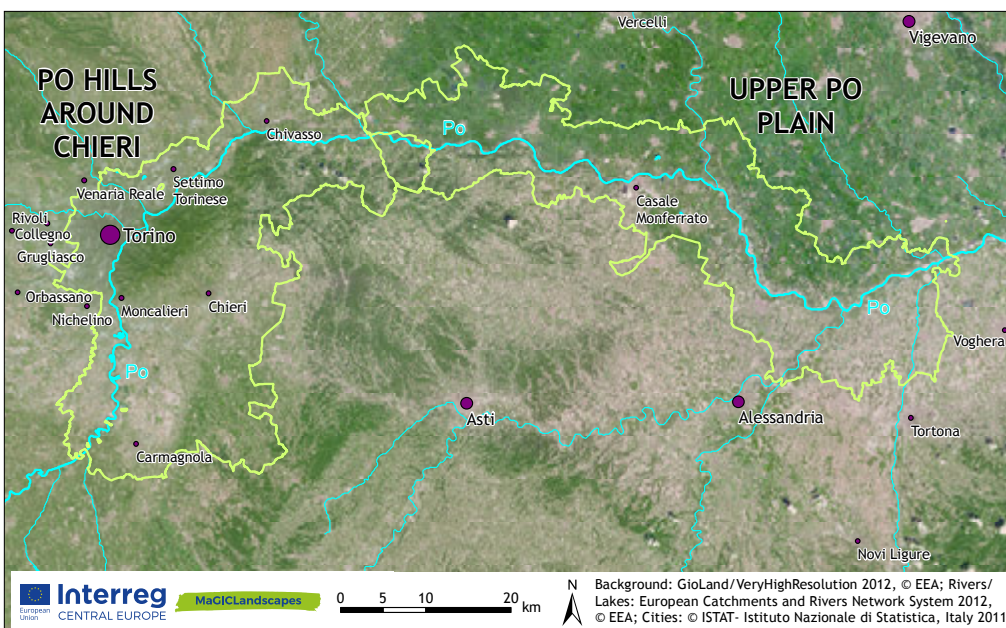 PO HILLS
AROUND
CHIERI
UPPER PO
PLAIN
Vercelli
Vigevano
Po
Chivasso
Venaria Reale
Settimo
Torinese
Casale
Monferrato
Rivoli
Collegno
Torino
Grugliasco
Orbassano
Moncalieri
Chieri
Nichelino
Po
Voghera
Po
Asti
Alessandria
Tortona
Carmagnola
Novi Ligure
European
Union
Interreg
CENTRAL EUROPE
MaGICLandscapes
0 5 10 20
km
N
Background: GioLand/VeryHighResolution 2012, © EEA; Rivers/
Lakes: European Catchments and Rivers Network System 2012,
© EEA; Cities: © ISTAT- Istituto Nazionale di Statistica, Italy 2011